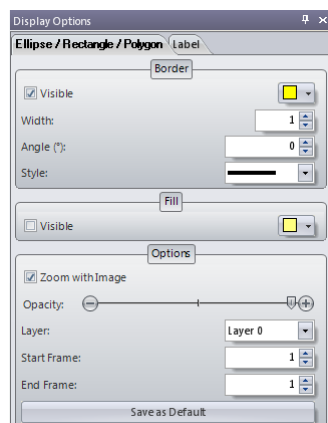 Display Options
Ellipse / Rectangle / Polygon Label
Border
Visible
Width: 1
Angle (°): 0
Style:
Fill
Visible
Options
Zoom with Image
Opacity:
Layer: Layer 0
Start Frame: 1
End Frame: 1
Save as Default